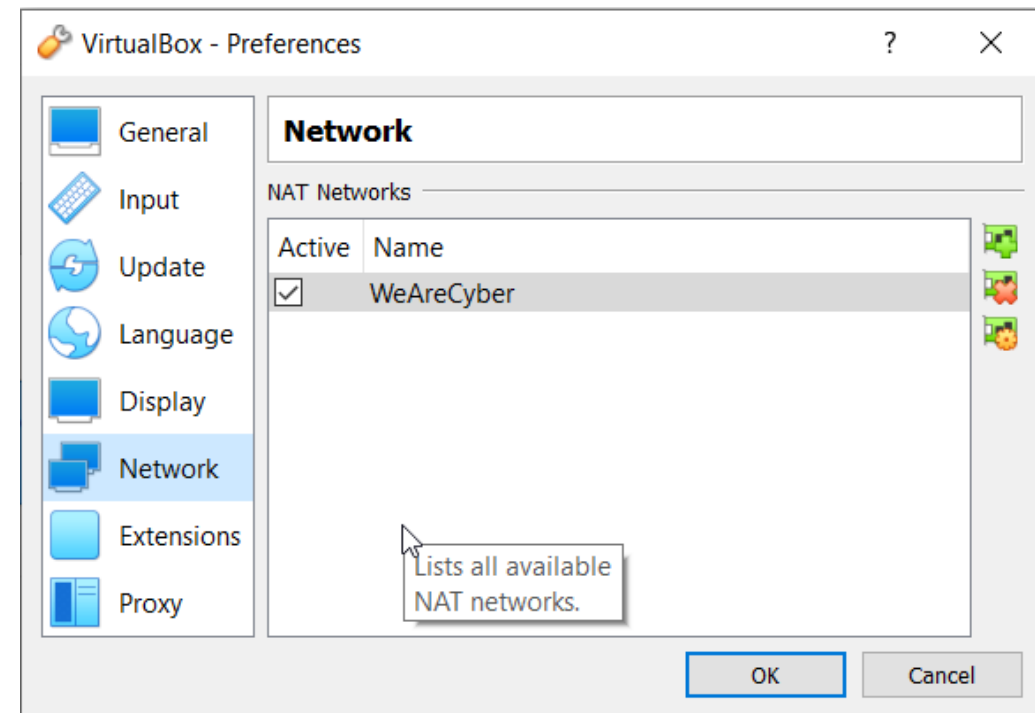 VirtualBox - Preferences ?
General
Input
Update
Language
Display
Network
Extensions
Proxy
Network
NAT Networks
Active Name
WeAreCyber
Lists all available
NAT networks.
OK Cancel